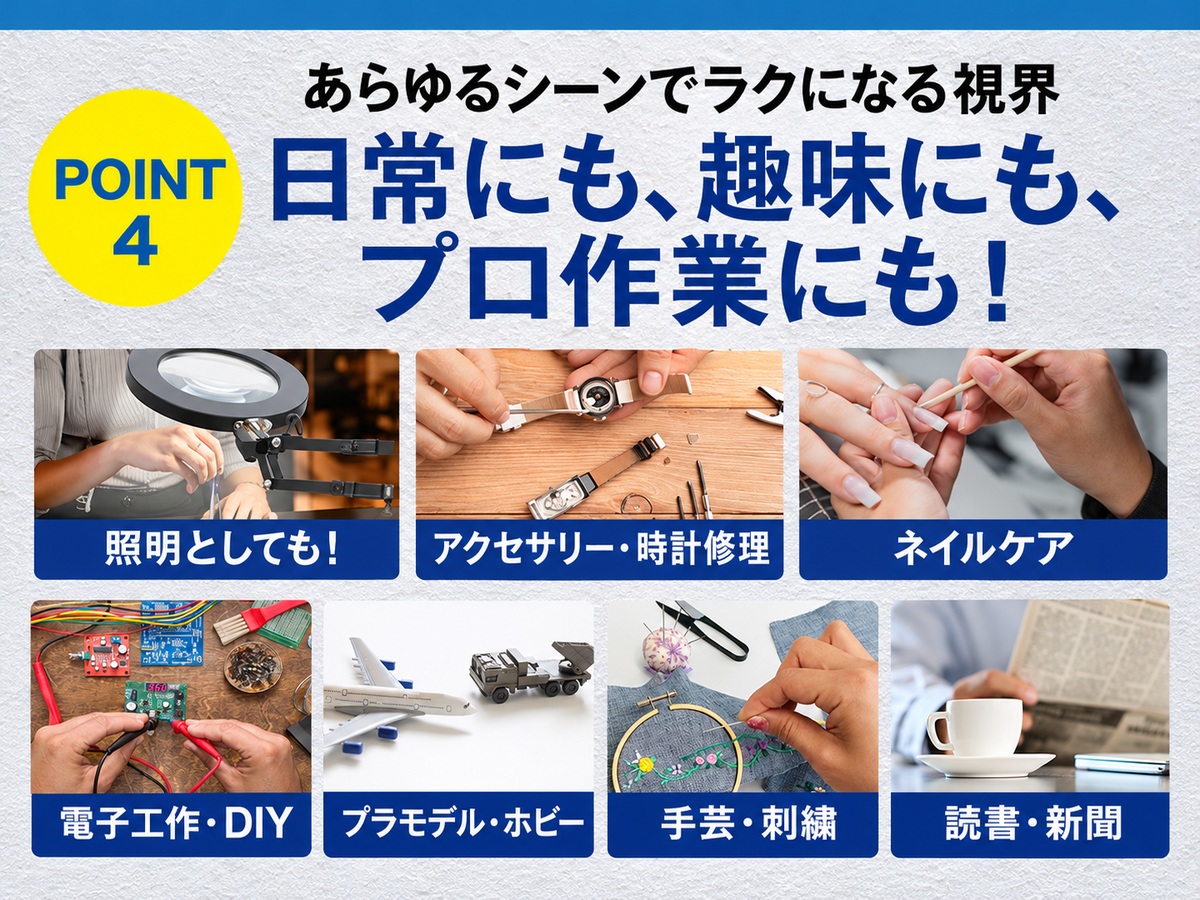 あらゆるシーンでラクになる視界
POINT
4
日常にも、趣味にも、
プロ作業にも！
照明としても！
アクセサリー・時計修理
ネイルケア
電子工作・DIY
プラモデル・ホビー
手芸・刺繍
読書・新聞